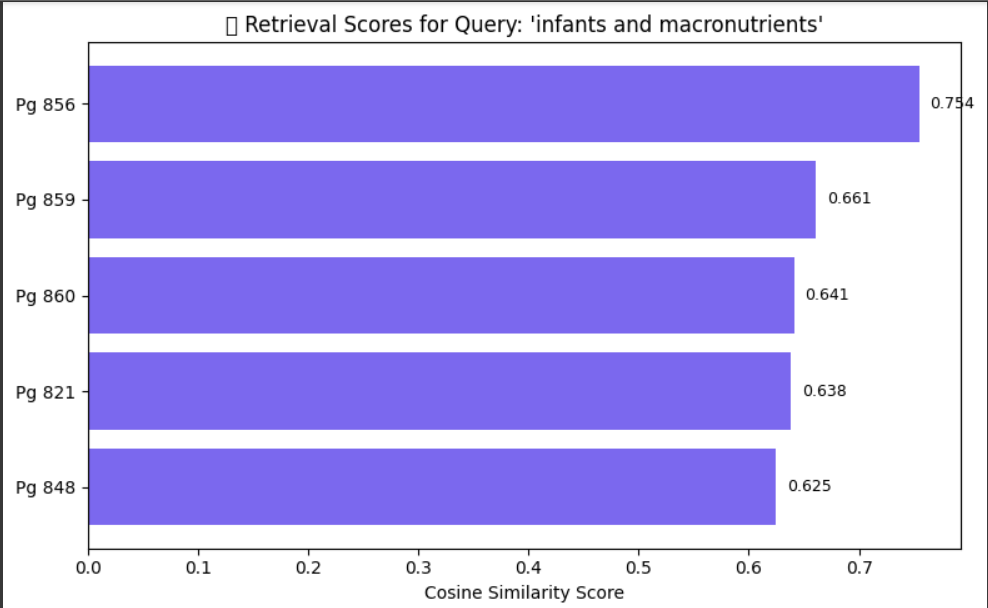 ▯ Retrieval Scores for Query: 'infants and macronutrients'
Pg 856
0.754
Pg 859
0.661
Pg 860
0.641
Pg 821
0.638
Pg 848
0.625
0.0 0.1 0.2 0.3 0.4 0.5 0.6 0.7
Cosine Similarity Score